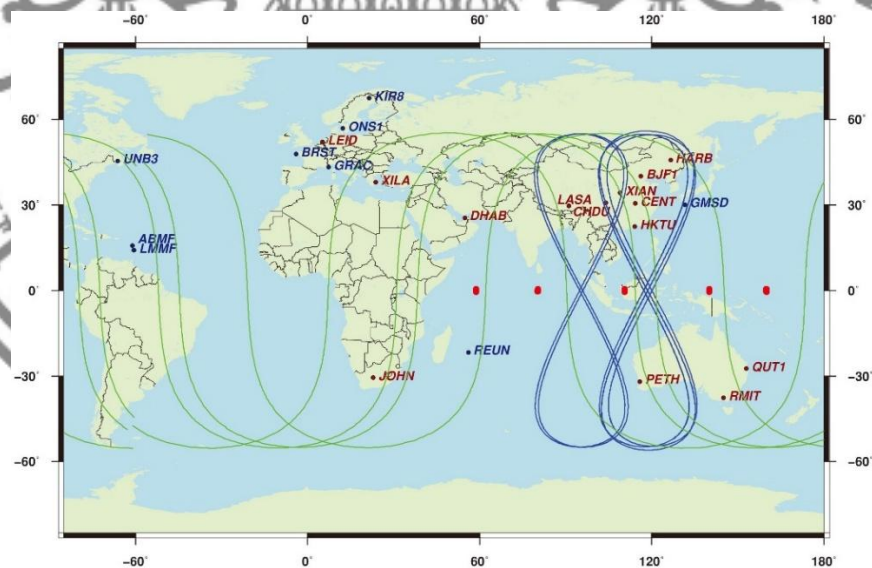 −60° 0° 60° 120° 180°
KIR8
60° 60°
ONS1
LEID
BRST
HARB
UNB3
GRAC
BJF1
XILA
XIAN
LASA
CENT
30° GMSD 30°
CHDU
DHAB
HKTU
ABMF
LMMF
0° 0°
REUN
QUT1
JOHN
PETH
−30° −30°
RMIT
−60° −60°
−60° 0° 60° 120° 180°